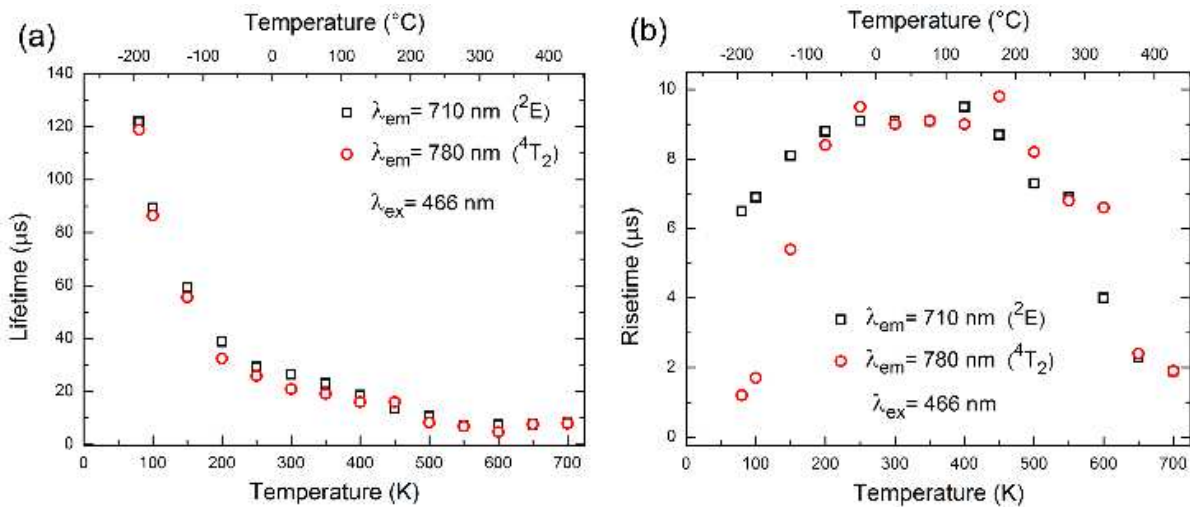 (a)
Temperature (°C)
-200 -100 0 100 200 300 400
140
120
100
80
60
40
20
0
Lifetime (μs)
λem= 710 nm (²E)
λem= 780 nm (⁴T₂)
λex= 466 nm
0 100 200 300 400 500 600 700
Temperature (K)
(b)
Temperature (°C)
-200 -100 0 100 200 300 400
10
8
6
4
2
0
Risetime (μs)
λem= 710 nm (²E)
λem= 780 nm (⁴T₂)
λex= 466 nm
0 100 200 300 400 500 600 700
Temperature (K)